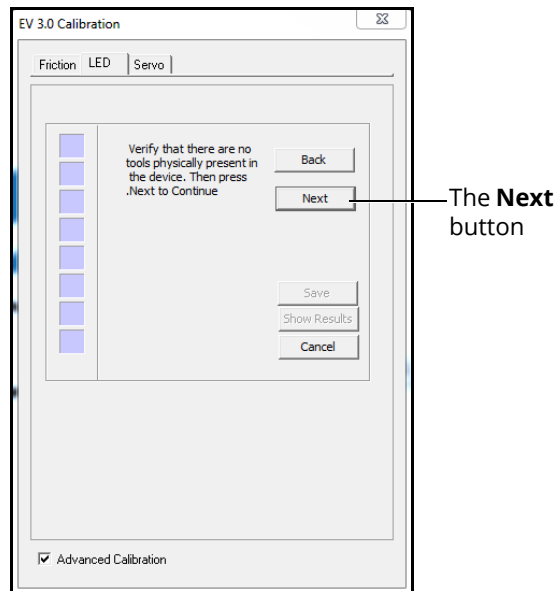 EV 3.0 Calibration
Friction LED Servo
Verify that there are no
tools physically present in
the device. Then press
.Next to Continue
Back
Next
The Next
button
Save
Show Results
Cancel
Advanced Calibration